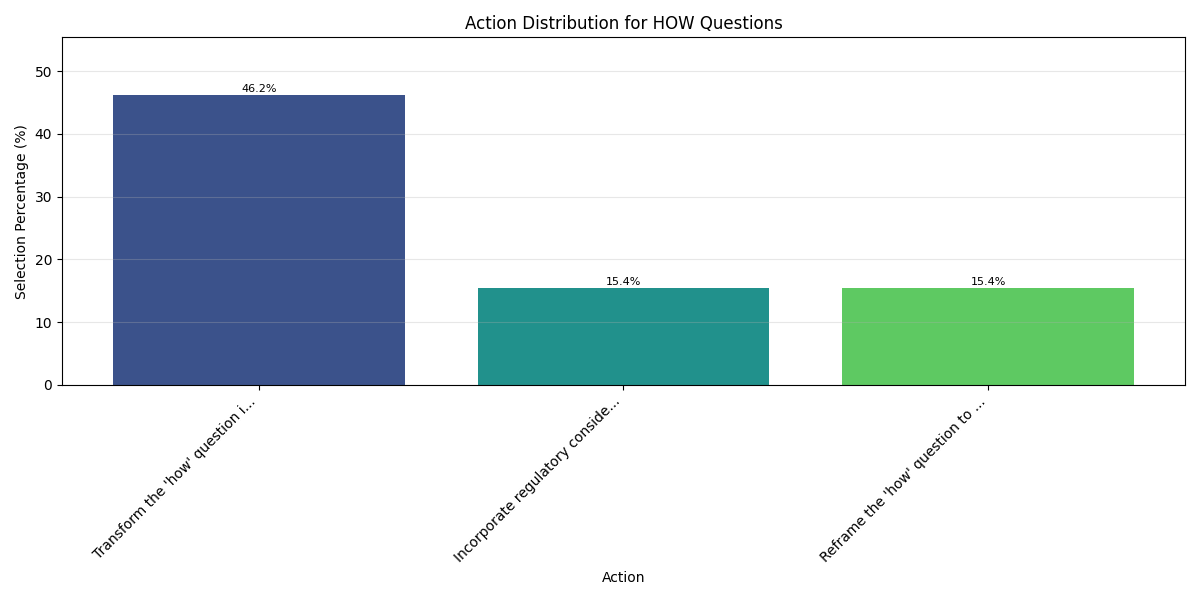 Action Distribution for HOW Questions
Selection Percentage (%)
50
40
30
20
10
0
46.2%
15.4%
15.4%
Transform the 'how' question i...
Incorporate regulatory conside...
Reframe the 'how' question to ...
Action